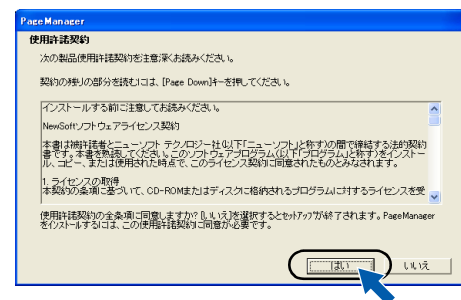 PageManager
使用許諾契約
次の製品使用許諾契約を注意深くお読みください。
契約の残りの部分を読むには、[Page Down]キーを押してください。
インストールする前に注意してお読みください。
NewSoftソフトウェアライセンス契約
本書は被許諾者とニューソフト テクノロジー社(以下「ニューソフト」と称す)の間で締結する法的契約
書です。本書を熟読してください。このソフトウェアプログラム(以下「プログラム」と称す)をインストー
ル、コピー、または使用された時点で、このライセンス契約に同意されたものとみなされます。
1. ライセンスの許諾
本契約の条項に基づいて、CD-ROMまたはディスクに格納されるプログラムに対するライセンスを受
使用許諾契約の全条項に同意しますか? [いいえ]を選択するとセットアップが終了されます。PageManager
をインストールするには、この使用許諾契約に同意が必要です。
はい
いいえ